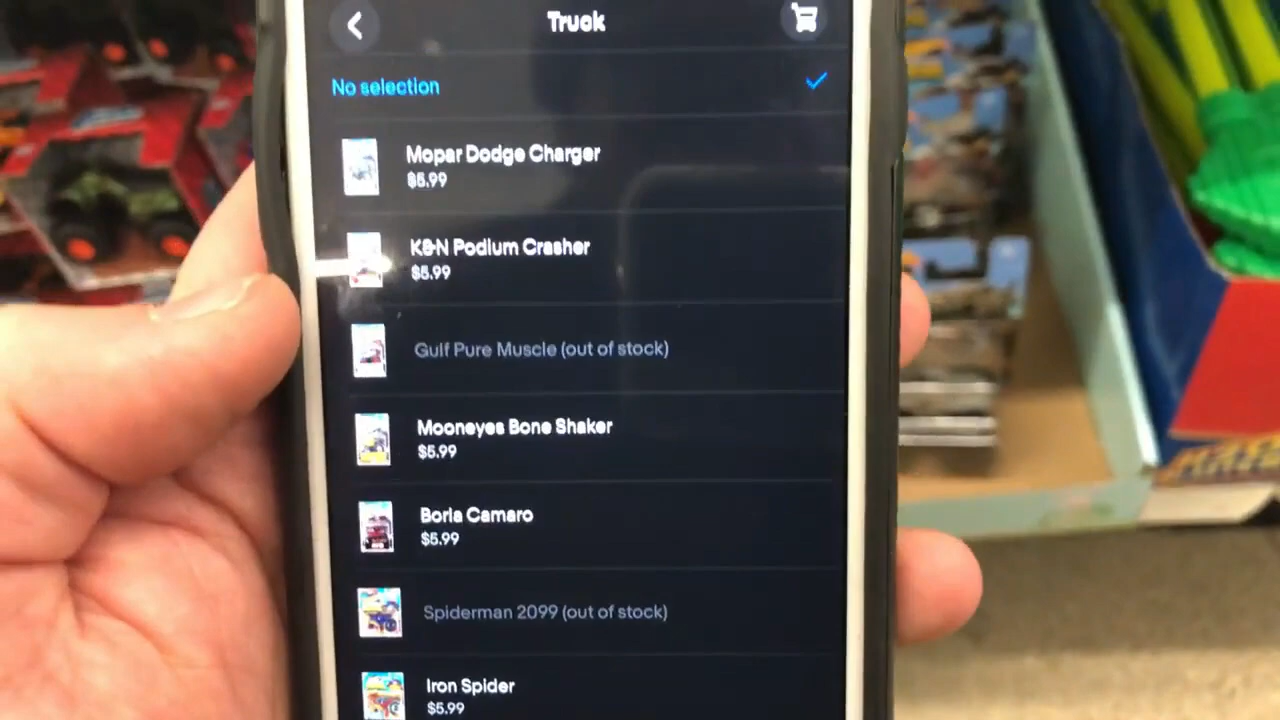 Truck
No selection
Mopar Dodge Charger
$5.99
K&N Podium Crasher
$5.99
Gulf Pure Muscle (out of stock)
Mooneyes Bone Shaker
$5.99
Borla Camaro
$5.99
Spiderman 2099 (out of stock)
Iron Spider
$5.99